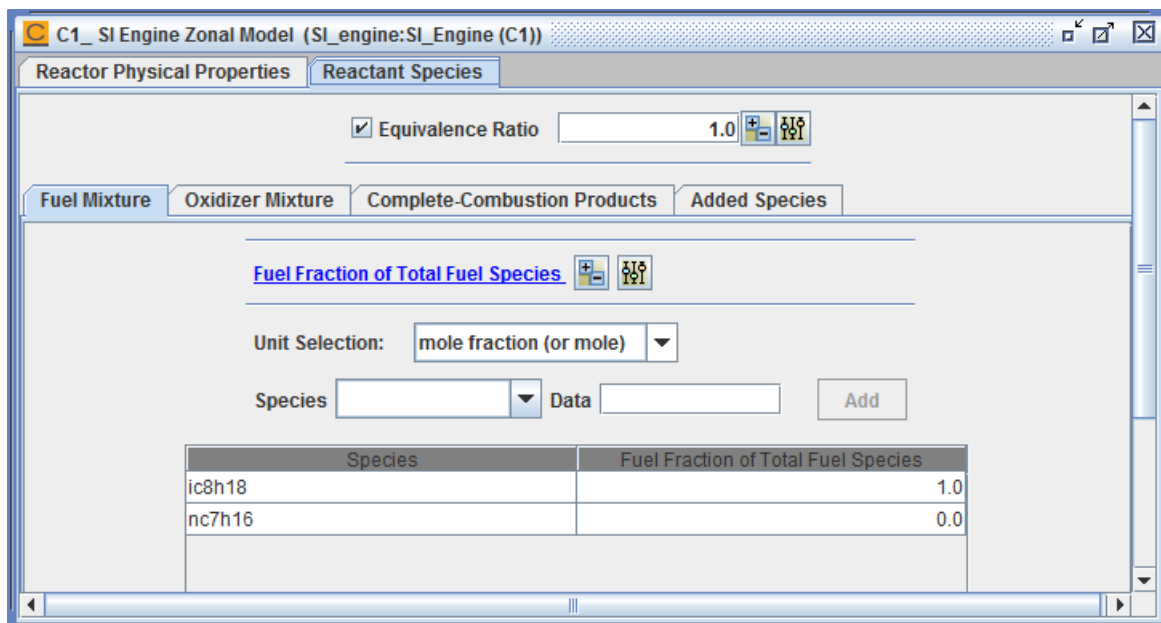 C1_ SI Engine Zonal Model (SI_engine:SI_Engine (C1))
Reactor Physical Properties Reactant Species
Equivalence Ratio 1.0
Fuel Mixture Oxidizer Mixture Complete-Combustion Products Added Species
Fuel Fraction of Total Fuel Species
Unit Selection: mole fraction (or mole)
Species Data Add
Species Fuel Fraction of Total Fuel Species
ic8h18 1.0
nc7h16 0.0